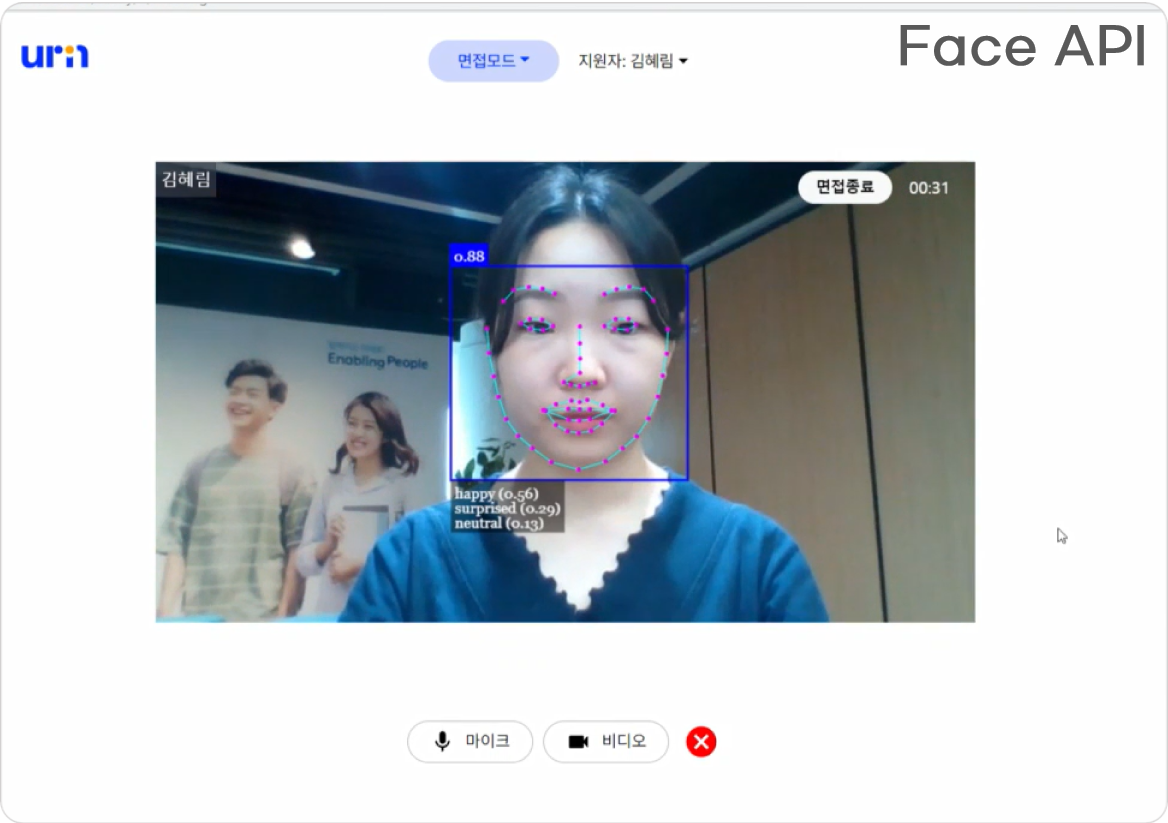 urin
면접모드
지원자: 김혜림
Face API
김혜림
면접종료
00:31
0.88
Enabling People
happy (0.56)
surprised (0.29)
neutral (0.13)
마이크
비디오